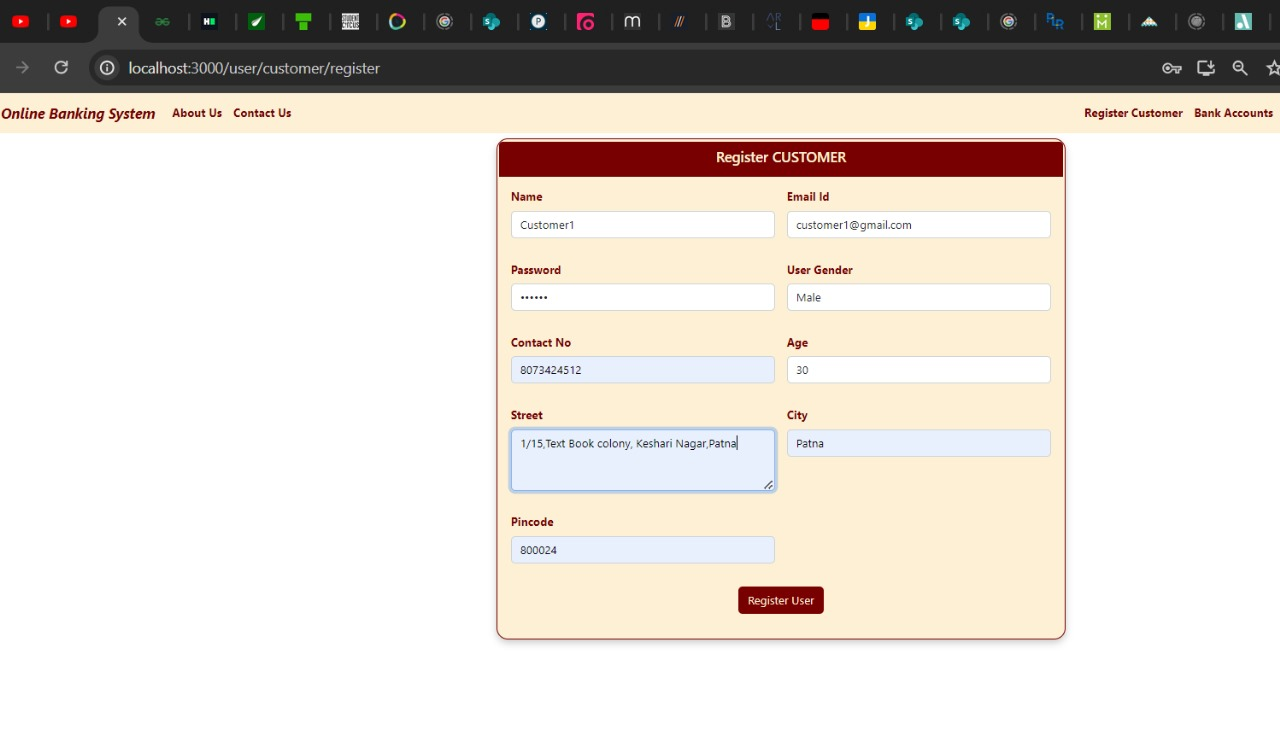 localhost:3000/user/customer/register
Online Banking System About Us Contact Us Register Customer Bank Accounts
Register CUSTOMER
Name Email Id
Customer1 customer1@gmail.com
Password User Gender
•••••• Male
Contact No Age
8073424512 30
Street City
1/15,Text Book colony, Keshari Nagar,Patna Patna
Pincode
800024
Register User